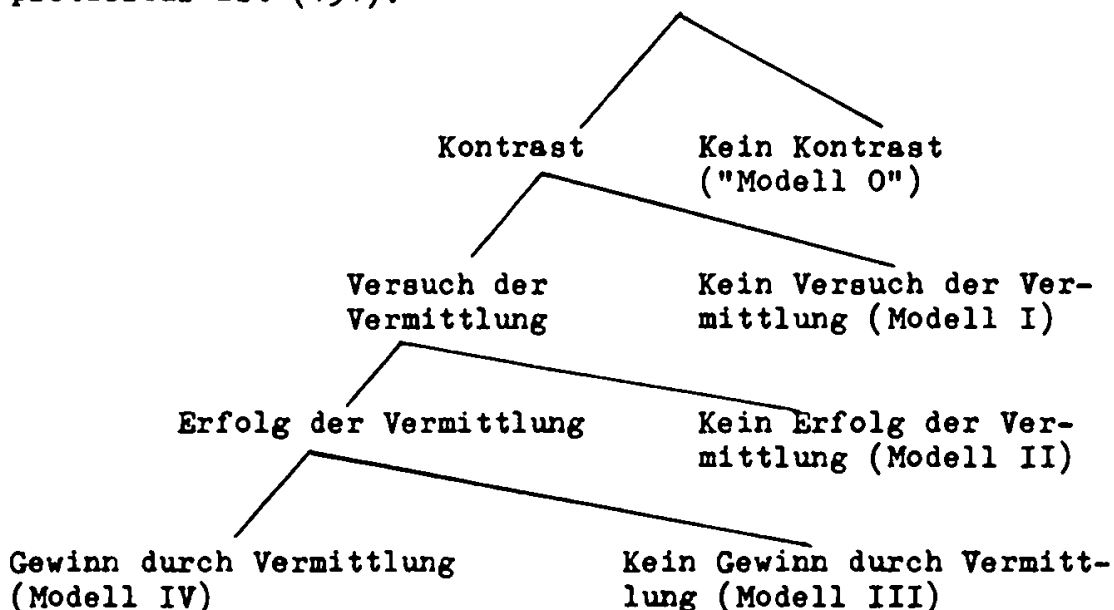 Kontrast Kein Kontrast
("Modell 0")
Versuch der Kein Versuch der Ver-
Vermittlung mittlung (Modell I)
Erfolg der Vermittlung Kein Erfolg der Ver-
mittlung (Modell II)
Gewinn durch Vermittlung Kein Gewinn durch Vermitt-
(Modell IV) lung (Modell III)